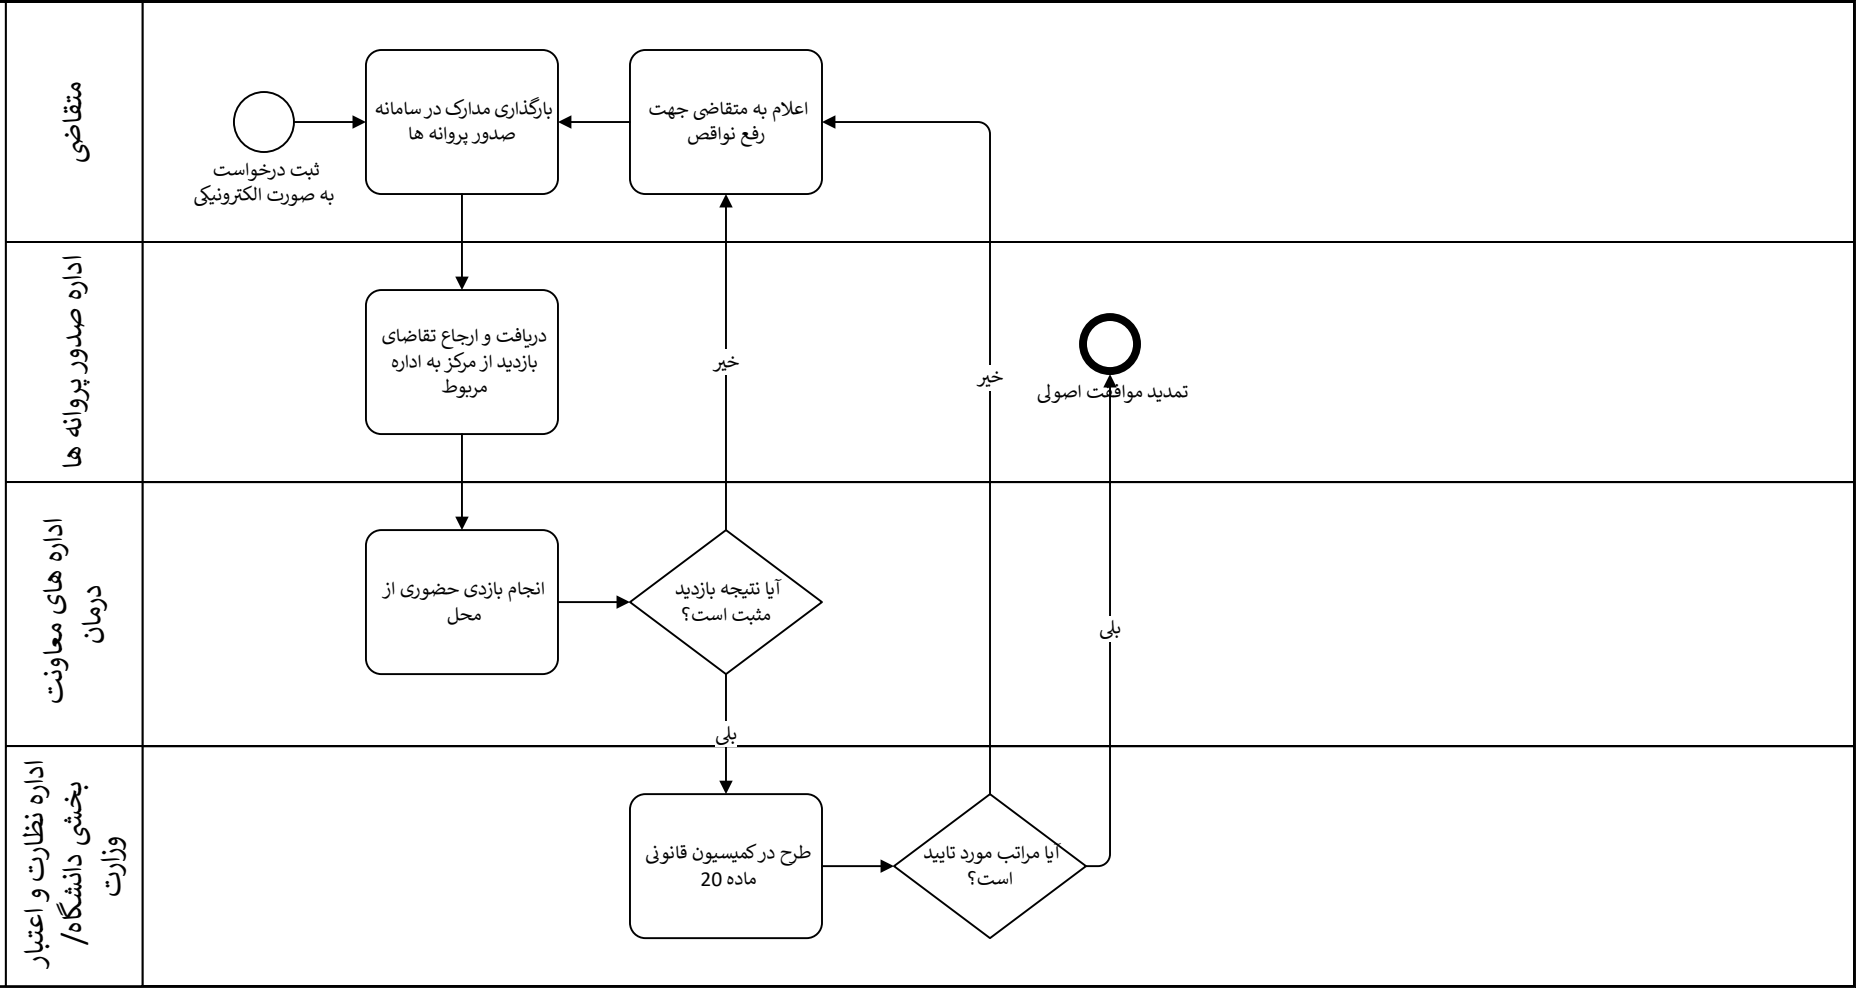 متقاضی
ثبت درخواست
به صورت الکترونیکی
بارگذاری مدارک در سامانه
صدور پروانه ها
اعلام به متقاضی جهت
رفع نواقص
اداره صدور پروانه ها
دریافت و ارجاع تقاضای
بازدید از مرکز به اداره
مربوط
خیر
خیر
تمدید موافقت اصولی
اداره های معاونت
درمان
انجام بازدی حضوری از
محل
آیا نتیجه بازدید
مثبت است؟
بلی
بلی
اداره نظارت و اعتبار
بخشی دانشگاه/
وزارت
طرح در کمیسیون قانونی
ماده 20
آیا مراتب مورد تایید
است؟